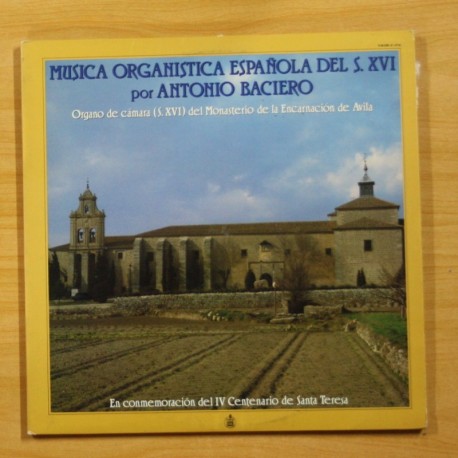 MUSICA ORGANISTICA ESPAÑOLA DEL S. XVI
por ANTONIO BACIERO
Organo de cámara (S. XVI) del Monasterio de la Encarnación de Avila
En conmemoración del IV Centenario de Santa Teresa